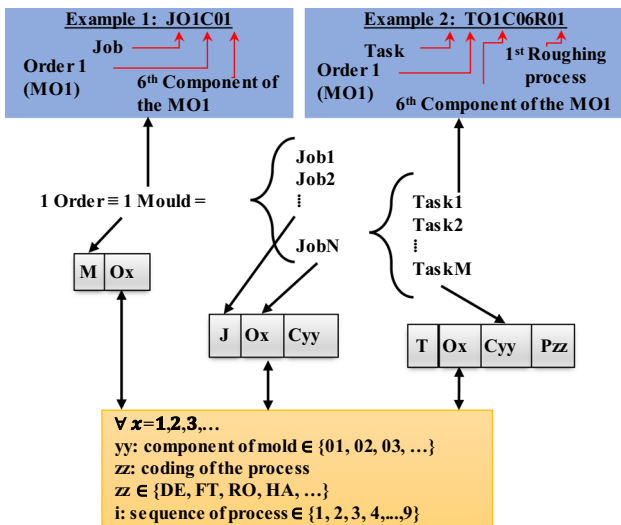 Example 1: JO1C01
Job
Order 1
(MO1)
6th Component of
the MO1
Example 2: TO1C06R01
Task
Order 1
(MO1)
1st Roughing
process
6th Component of the MO1
1 Order ≡ 1 Mould =
Job1
Job2
⋮
JobN
Task1
Task2
⋮
TaskM
M Ox
J Ox Cyy
T Ox Cyy Pzz
∀ x=1,2,3,…
yy: component of mold ∈ {01, 02, 03, …}
zz: coding of the process
zz ∈ {DE, FT, RO, HA, …}
i: sequence of process ∈ {1, 2, 3, 4,...,9}